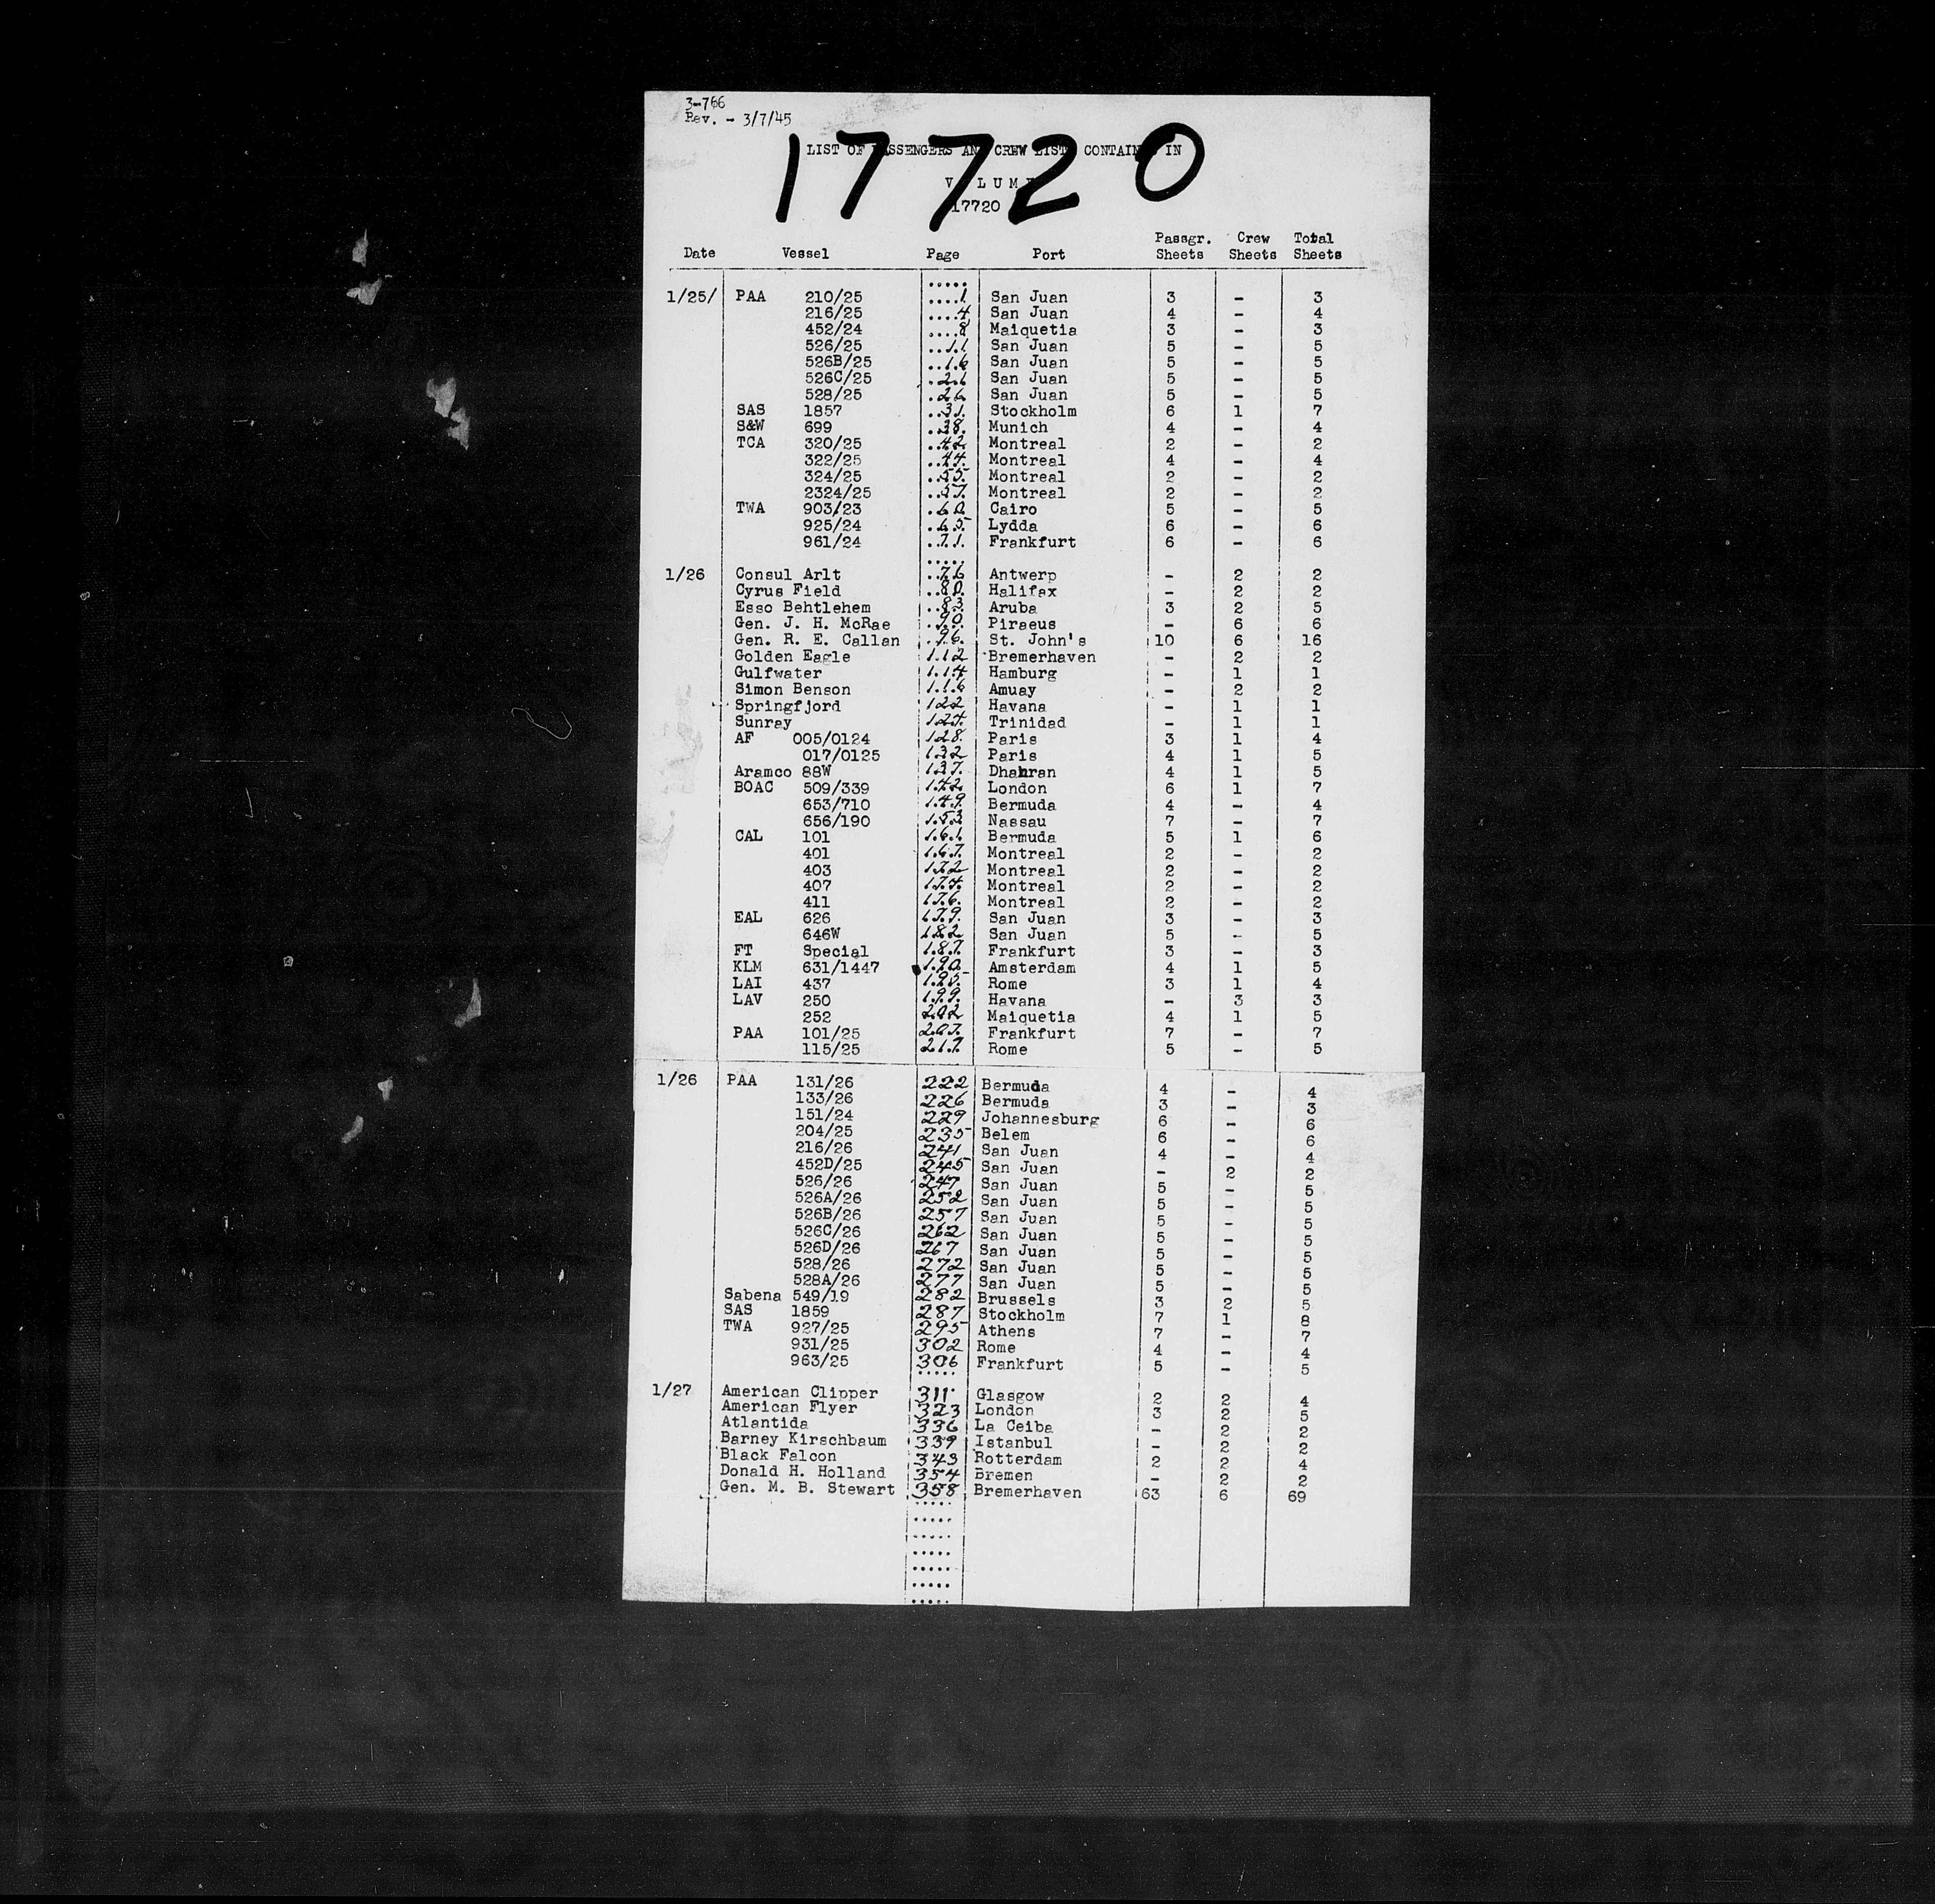 3-766
Rev. - 3/7/45
17720
LIST OF PASSENGERS AND CREW LISTS CONTAINED IN
VOLUME
17720
Date Vessel Page Port Passgr. Sheets Crew Sheets Total Sheets
1/25/ PAA 210/25 1 San Juan 3 - 3
216/25 4 San Juan 4 - 4
452/24 8 Maiquetia 3 - 3
526/25 11 San Juan 5 - 5
526B/25 16 San Juan 5 - 5
526C/25 21 San Juan 5 - 5
528/25 26 San Juan 5 - 5
SAS 1857 31 Stockholm 6 1 7
S&W 699 38 Munich 4 - 4
TCA 320/25 42 Montreal 2 - 2
322/25 44 Montreal 4 - 4
324/25 55 Montreal 2 - 2
2324/25 57 Montreal 2 - 2
TWA 903/23 60 Cairo 5 - 5
925/24 65 Lydda 6 - 6
961/24 71 Frankfurt 6 - 6
1/26 Consul Arlt 76 Antwerp - 2 2
Cyrus Field 80 Halifax - 2 2
Esso Behtlehem 83 Aruba 3 2 5
Gen. J. H. McRae 90 Piraeus - 6 6
Gen. R. E. Callan 96 St. John's 10 6 16
Golden Eagle 112 Bremerhaven - 2 2
Gulfwater 114 Hamburg - 1 1
Simon Benson 116 Amuay - 2 2
Springfjord 122 Havana - 1 1
Sunray 124 Trinidad - 1 1
AF 005/0124 128 Paris 3 1 4
017/0125 132 Paris 4 1 5
Aramco 88W 137 Dhahran 4 1 5
BOAC 509/339 142 London 6 1 7
653/710 149 Bermuda 4 - 4
656/190 153 Nassau 7 - 7
CAL 101 161 Bermuda 5 1 6
401 167 Montreal 2 - 2
403 172 Montreal 2 - 2
407 174 Montreal 2 - 2
411 176 Montreal 2 - 2
EAL 626 179 San Juan 3 - 3
646W 182 San Juan 5 - 5
FT Special 187 Frankfurt 3 - 3
KLM 631/1447 190 Amsterdam 4 1 5
LAI 437 195 Rome 3 1 4
LAV 250 199 Havana - 3 3
252 202 Maiquetia 4 1 5
PAA 101/25 207 Frankfurt 7 - 7
115/25 217 Rome 5 - 5
1/26 PAA 131/26 222 Bermuda 4 - 4
133/26 226 Bermuda 3 - 3
151/24 229 Johannesburg 6 - 6
204/25 235 Belem 6 - 6
216/26 241 San Juan 4 - 4
452D/25 245 San Juan - 2 2
526/26 247 San Juan 5 - 5
526A/26 252 San Juan 5 - 5
526B/26 257 San Juan 5 - 5
526C/26 262 San Juan 5 - 5
526D/26 267 San Juan 5 - 5
528/26 272 San Juan 5 - 5
528A/26 277 San Juan 5 - 5
Sabena 549/19 282 Brussels 3 2 5
SAS 1859 287 Stockholm 7 1 8
TWA 927/25 295 Athens 7 - 7
931/25 302 Rome 4 - 4
963/25 306 Frankfurt 5 - 5
1/27 American Clipper 311 Glasgow 2 2 4
American Flyer 323 London 3 2 5
Atlantida 336 La Ceiba - 2 2
Barney Kirschbaum 339 Istanbul - 2 2
Black Falcon 343 Rotterdam 2 2 4
Donald H. Holland 354 Bremen - 2 2
Gen. M. B. Stewart 358 Bremerhaven 63 6 69